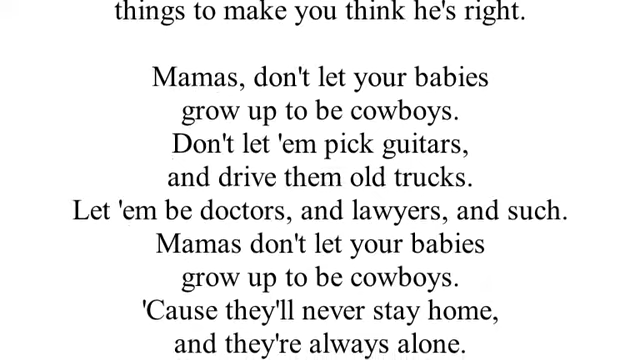 things to make you think he's right.
Mamas, don't let your babies
grow up to be cowboys.
Don't let 'em pick guitars,
and drive them old trucks.
Let 'em be doctors, and lawyers, and such.
Mamas don't let your babies
grow up to be cowboys.
'Cause they'll never stay home,
and they're always alone.